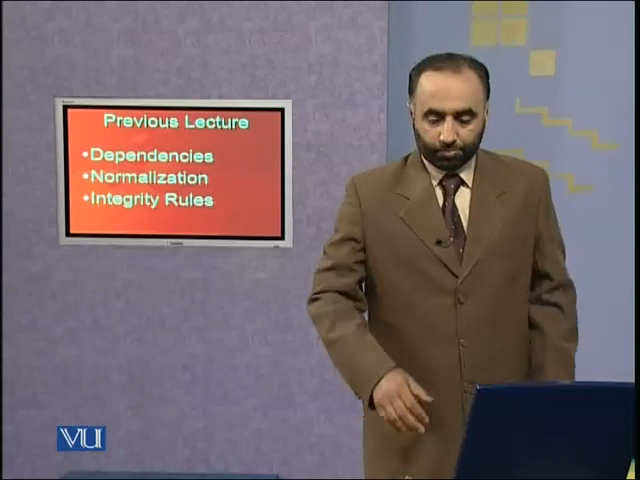 Previous Lecture
•Dependencies
•Normalization
•Integrity Rules
VU